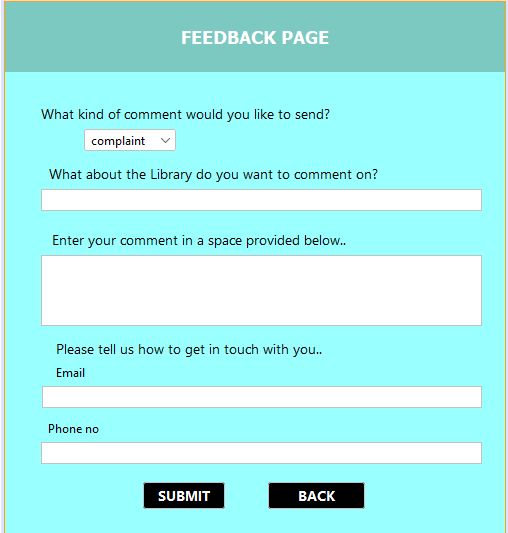 FEEDBACK PAGE
What kind of comment would you like to send?
complaint
What about the Library do you want to comment on?
Enter your comment in a space provided below..
Please tell us how to get in touch with you..
Email
Phone no
SUBMIT BACK